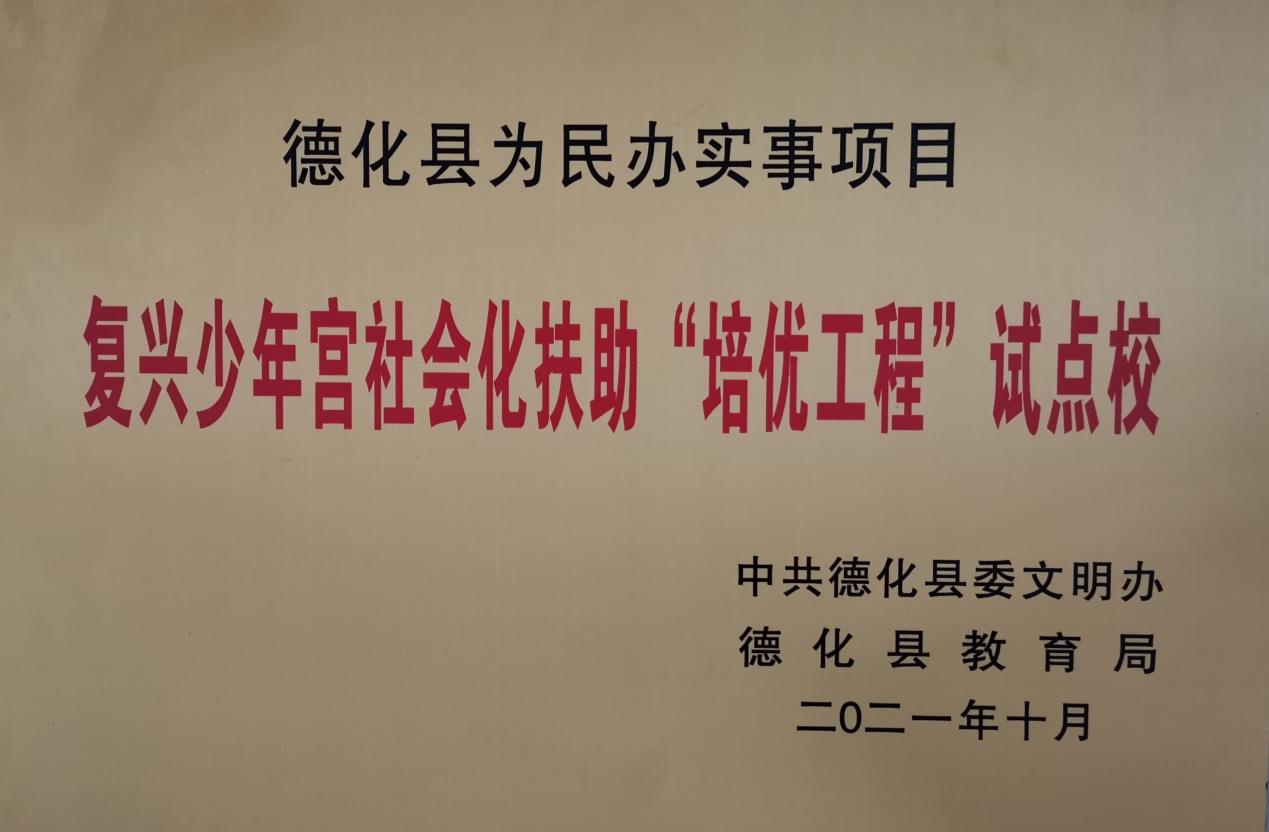 德化县为民办实事项目
复兴少年宫社会化扶助“培优工程”试点校
中共德化县委文明办
德化县教育局
二〇二一年十月